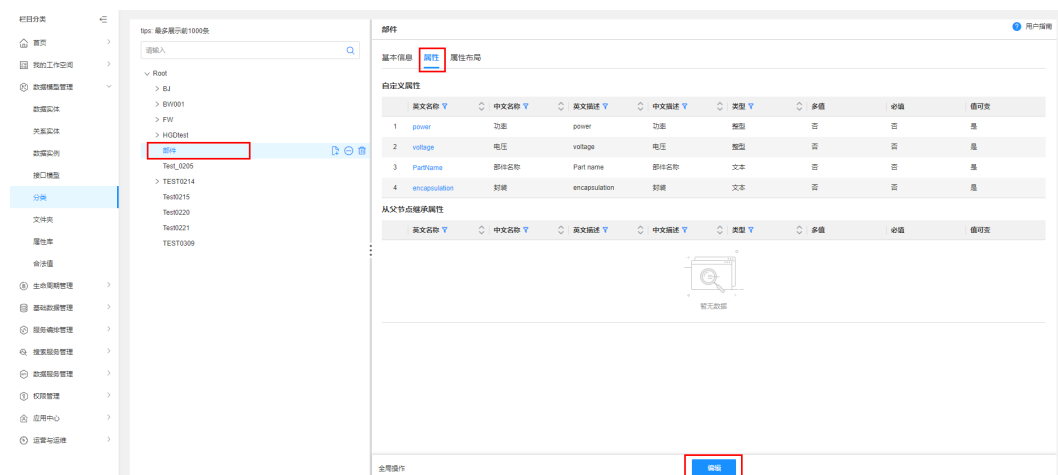 栏目分类
首页
我的工作空间
数据模型管理
数据实体
关系实体
数据实例
接口模型
分类
文件夹
属性库
合法值
生命周期管理
基础数据管理
服务编排管理
搜索服务管理
数据服务管理
权限管理
应用中心
运营与运维
tips: 最多展示前1000条
请输入
Root
BJ
BW001
FW
HGDtest
部件
Test_0205
TEST0214
Test0215
Test0220
Test0221
TEST0309
部件
用户指南
基本信息 属性 属性布局
自定义属性
英文名称 中文名称 英文描述 中文描述 类型 多值 必填 值可变
1 power 功率 power 功率 整型 否 否 是
2 voltage 电压 voltage 电压 整型 否 否 是
3 PartName 部件名称 Part name 部件名称 文本 否 否 是
4 encapsulation 封装 encapsulation 封装 文本 否 否 是
从父节点继承属性
英文名称 中文名称 英文描述 中文描述 类型 多值 必填 值可变
暂无数据
全局操作
编辑